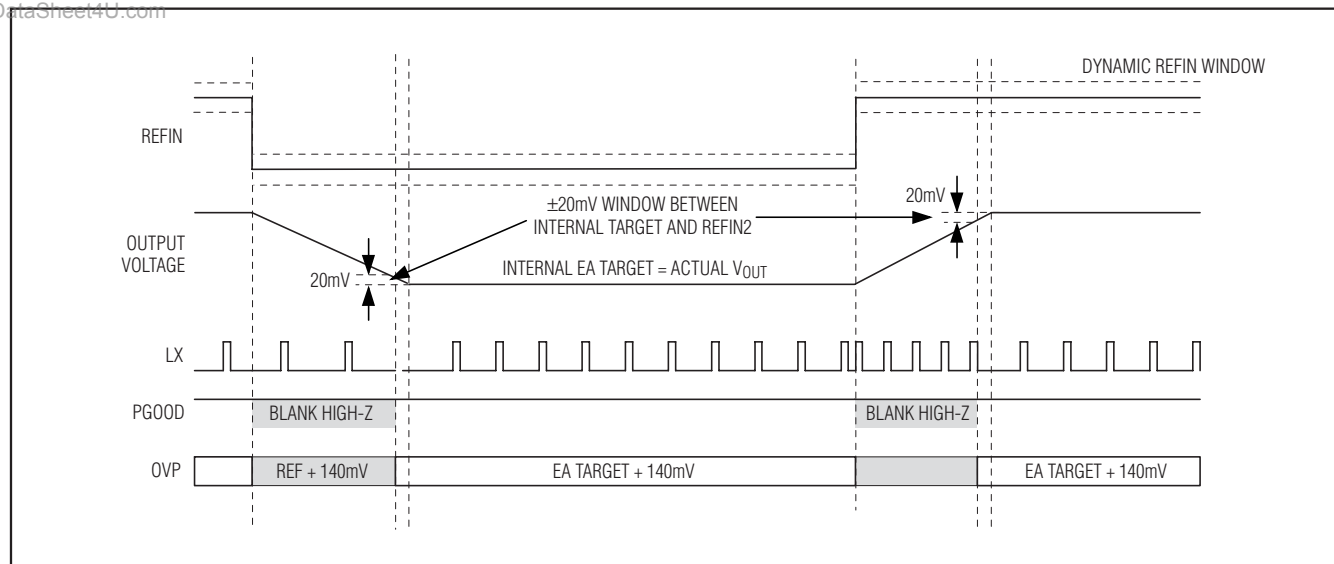 DataSheet4U.com
DYNAMIC REFIN WINDOW
REFIN
±20mV WINDOW BETWEEN
INTERNAL TARGET AND REFIN2
20mV
OUTPUT
VOLTAGE
20mV
INTERNAL EA TARGET = ACTUAL VOUT
LX
PGOOD
BLANK HIGH-Z
BLANK HIGH-Z
OVP
REF + 140mV
EA TARGET + 140mV
EA TARGET + 140mV